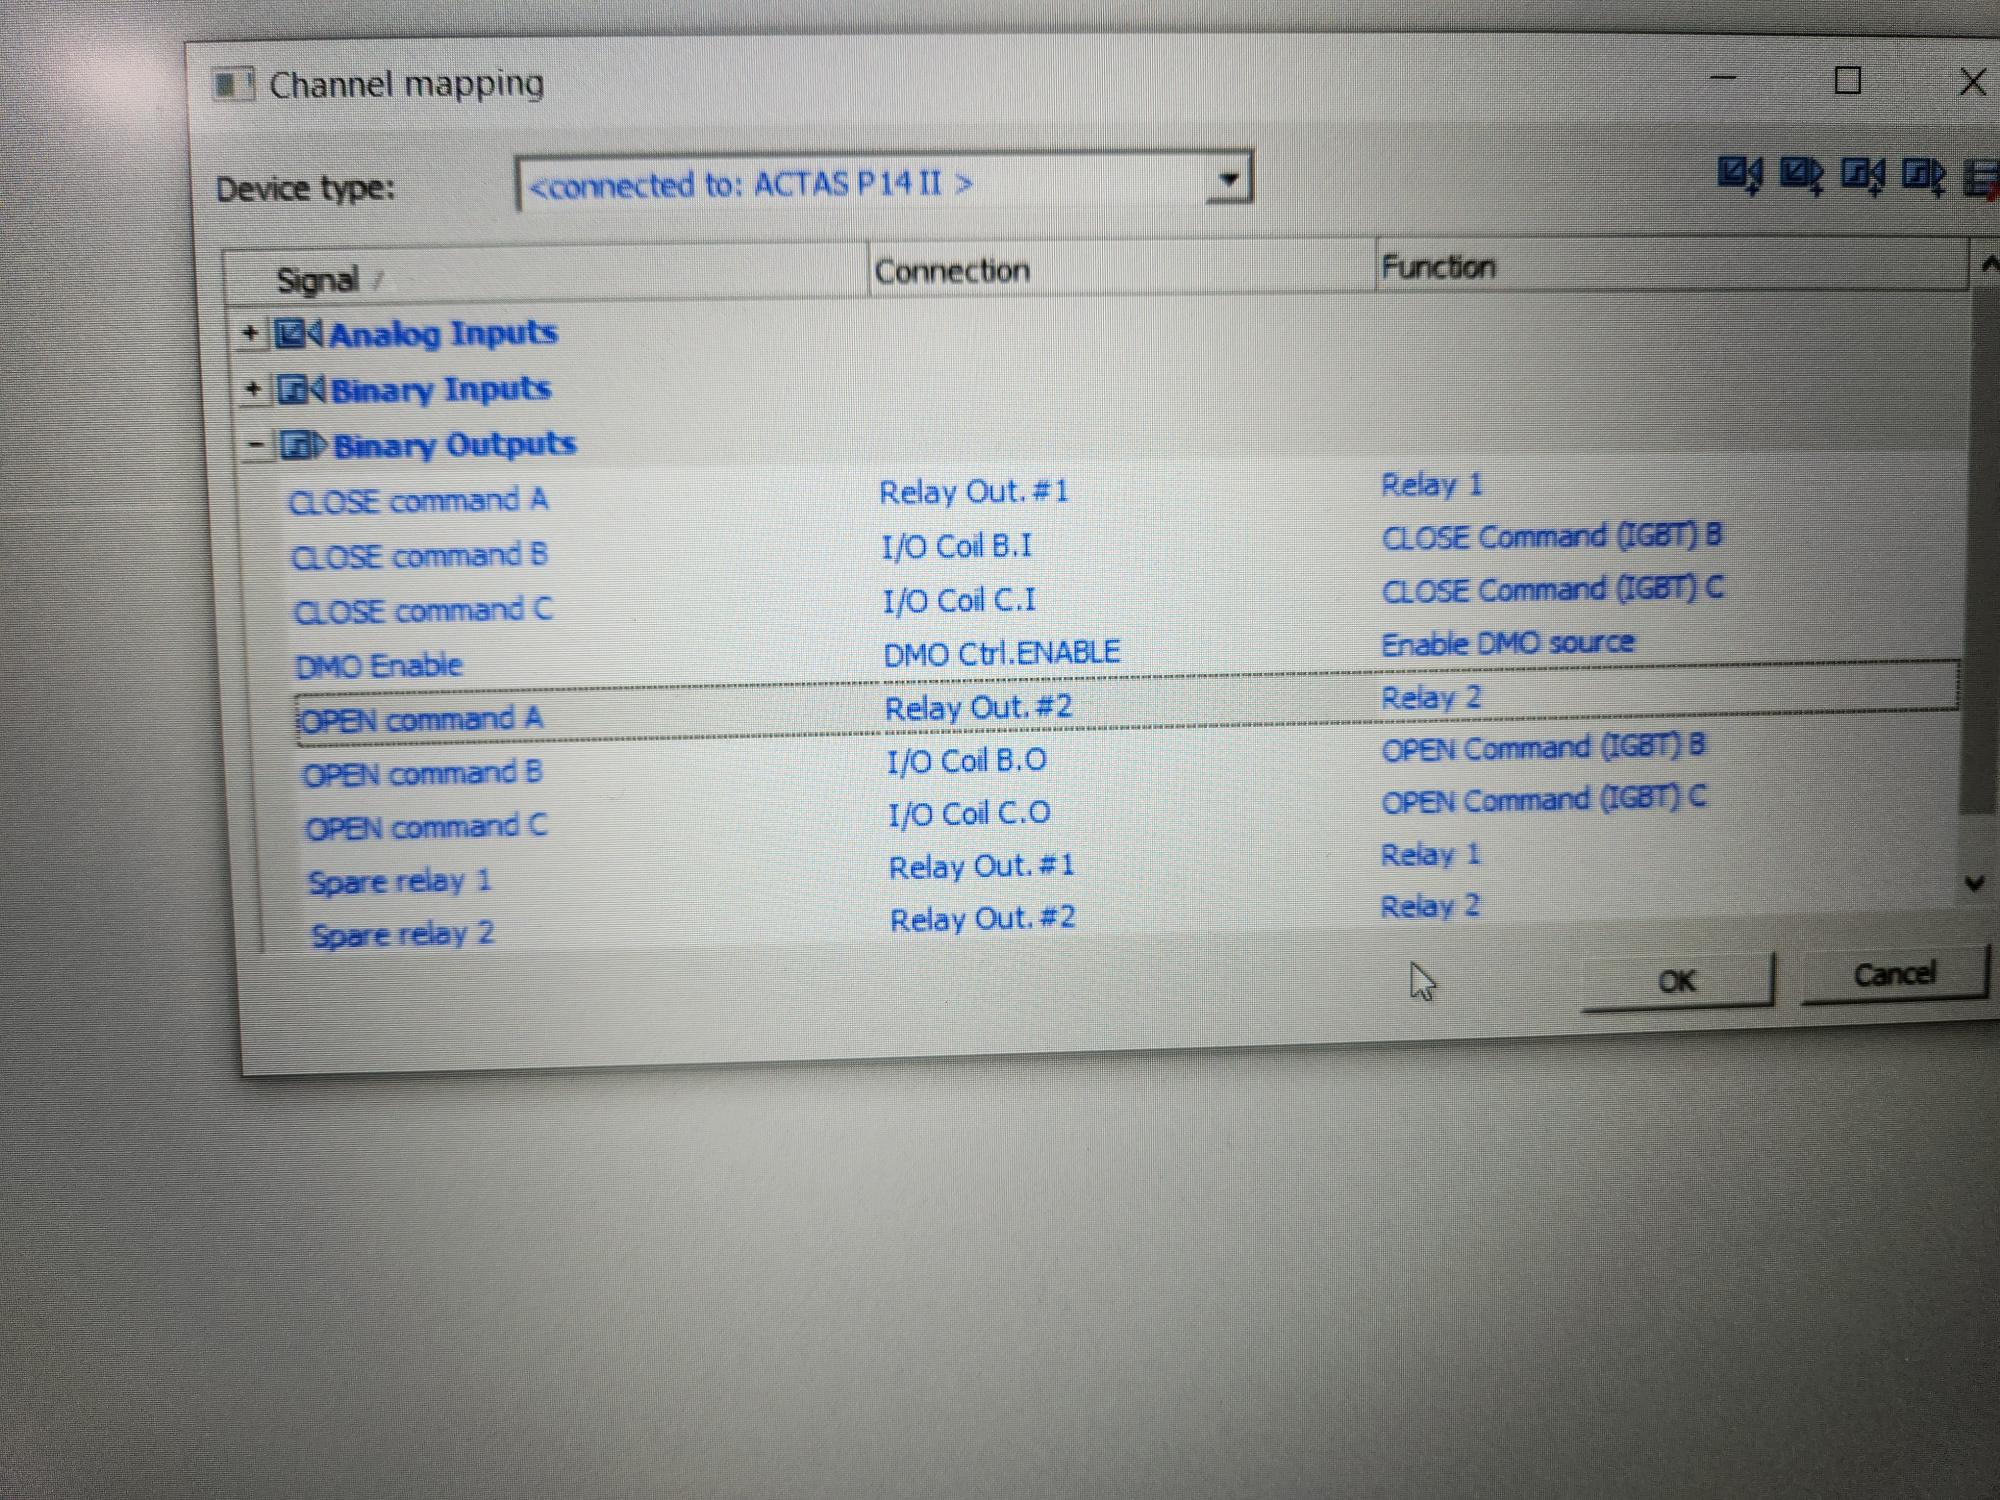 Channel mapping
Device type: <connected to: ACTAS P14 II >
Signal Connection Function
Analog Inputs
Binary Inputs
Binary Outputs
CLOSE command A Relay Out. #1 Relay 1
CLOSE command B I/O Coil B.I CLOSE Command (IGBT) B
CLOSE command C I/O Coil C.I CLOSE Command (IGBT) C
DMO Enable DMO Ctrl.ENABLE Enable DMO source
OPEN command A Relay Out. #2 Relay 2
OPEN command B I/O Coil B.O OPEN Command (IGBT) B
OPEN command C I/O Coil C.O OPEN Command (IGBT) C
Spare relay 1 Relay Out. #1 Relay 1
Spare relay 2 Relay Out. #2 Relay 2
OK Cancel